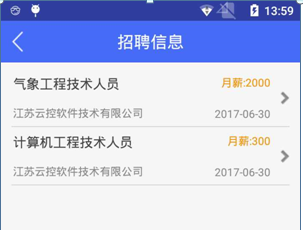 13:59
招聘信息
气象工程技术人员 月薪:2000
江苏云控软件技术有限公司 2017-06-30
计算机工程技术人员 月薪:300
江苏云控软件技术有限公司 2017-06-30